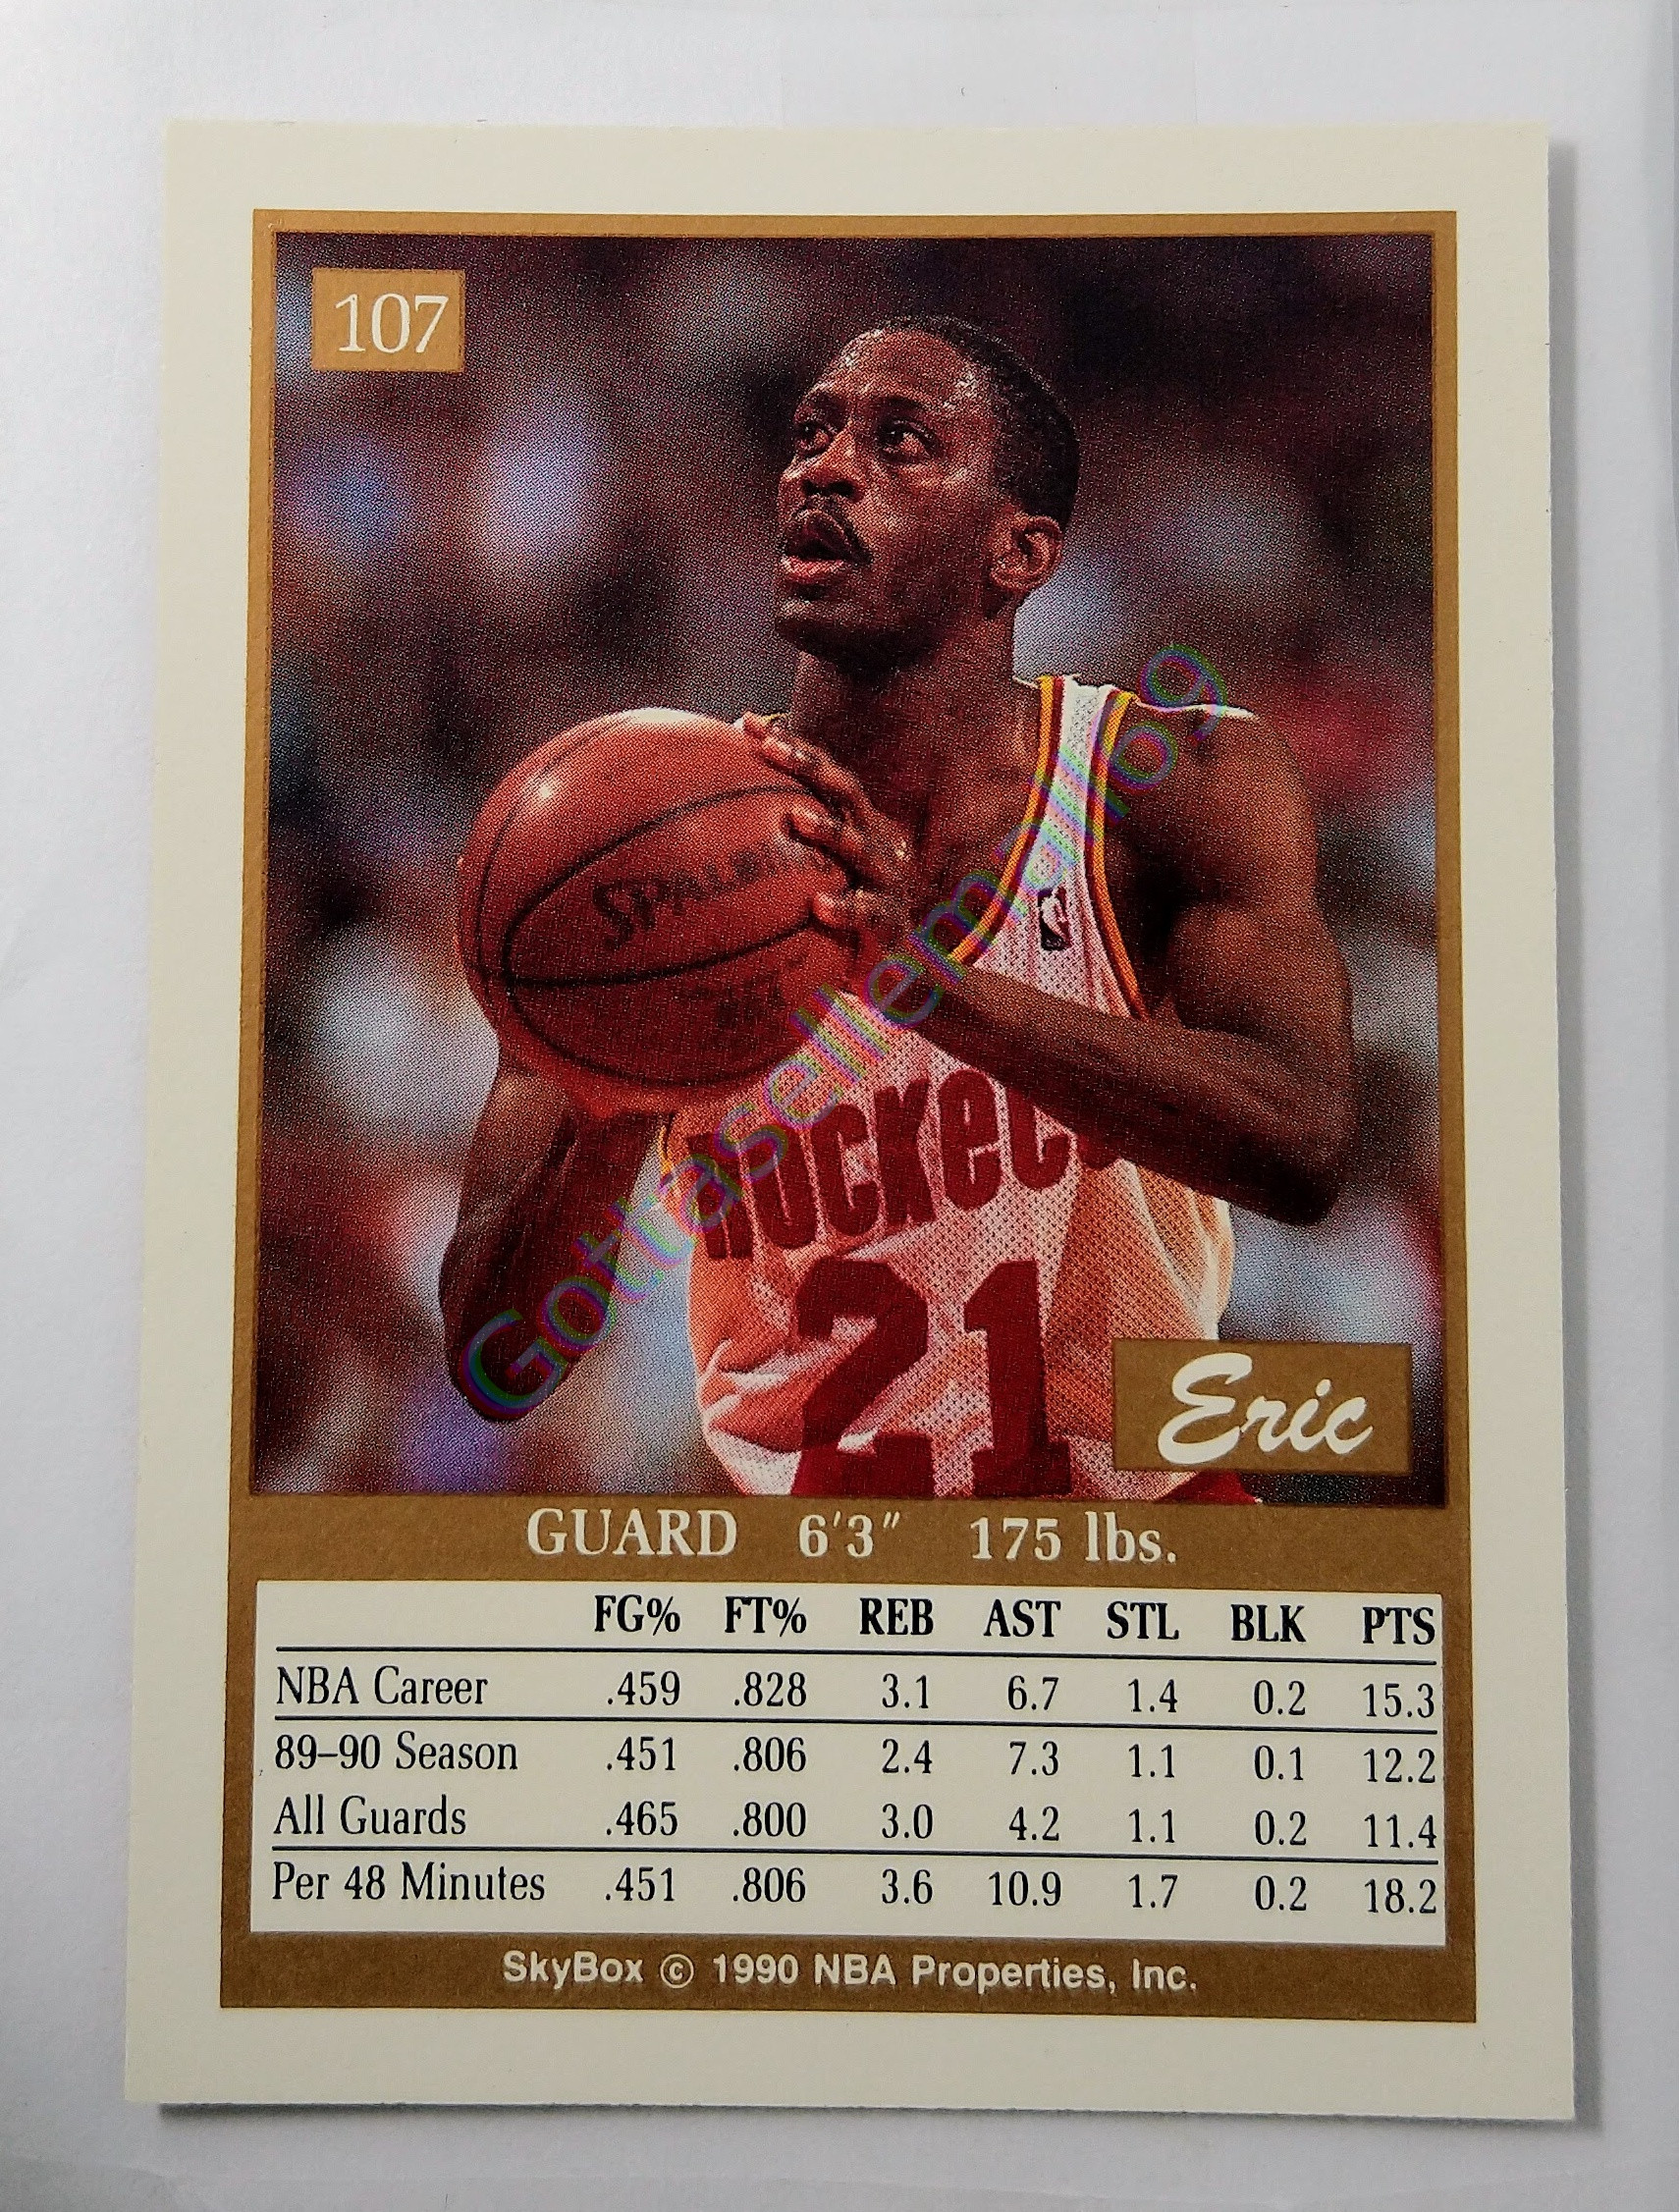 107
SPALDING
Gottasellemall69
ROCKETS
21
Eric
GUARD 6'3" 175 lbs.
FG% FT% REB AST STL BLK PTS
NBA Career .459 .828 3.1 6.7 1.4 0.2 15.3
89–90 Season .451 .806 2.4 7.3 1.1 0.1 12.2
All Guards .465 .800 3.0 4.2 1.1 0.2 11.4
Per 48 Minutes .451 .806 3.6 10.9 1.7 0.2 18.2
SkyBox © 1990 NBA Properties, Inc.